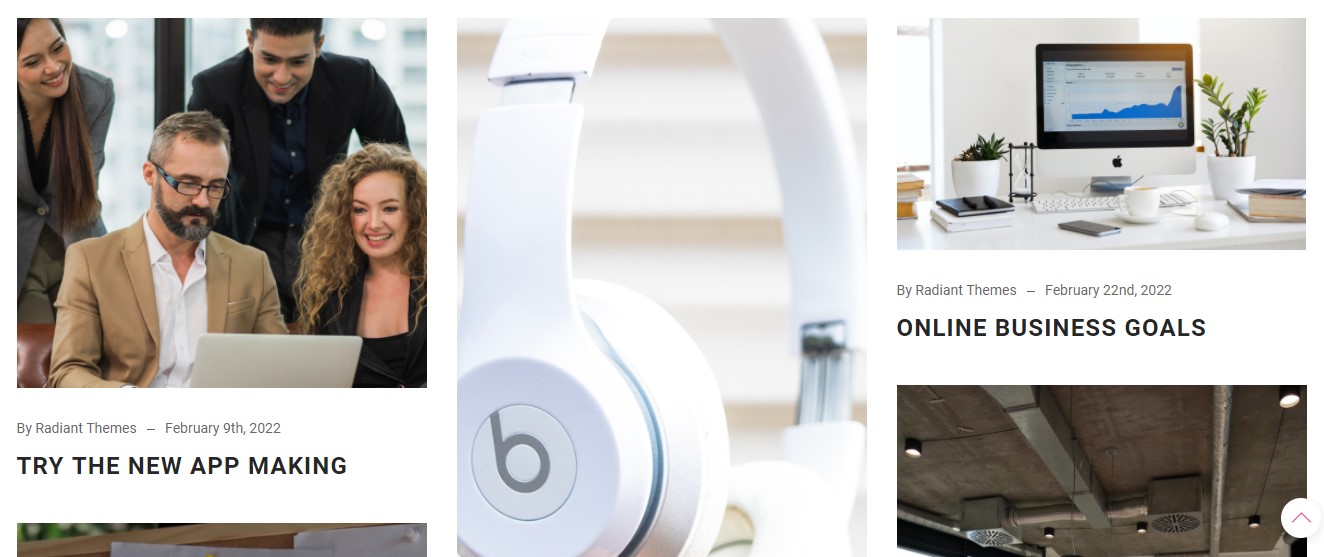 By Radiant Themes – February 9th, 2022
TRY THE NEW APP MAKING
b
By Radiant Themes – February 22nd, 2022
ONLINE BUSINESS GOALS